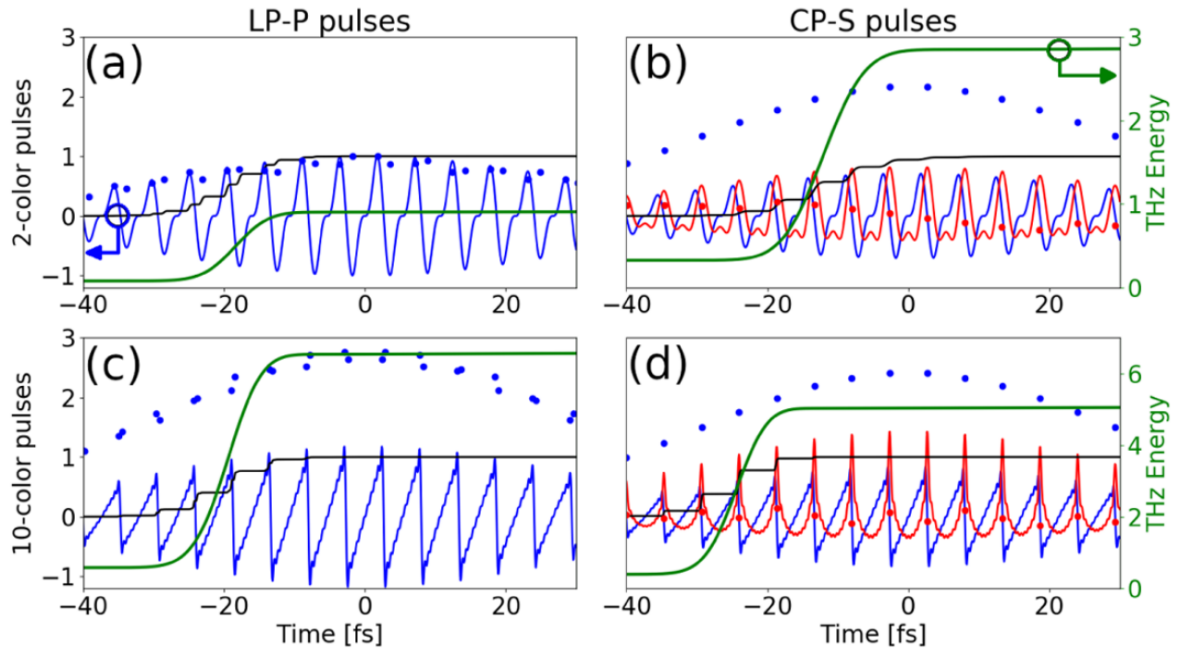 LP-P pulses
CP-S pulses
2-color pulses
(a)
3
2
1
0
−1
−40
−20
0
20
(b)
3
2
1
0
THz Energy
−40
−20
0
20
10-color pulses
(c)
3
2
1
0
−1
−40
−20
0
20
Time [fs]
(d)
6
4
2
0
THz Energy
−40
−20
0
20
Time [fs]